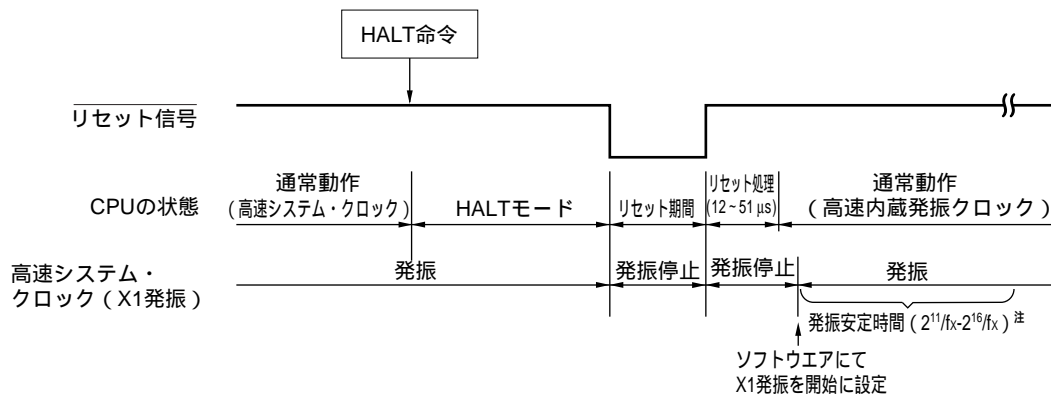 HALT命令
リセット信号
CPUの状態
通常動作
(高速システム・クロック)
HALTモード
リセット期間
リセット処理
(12~51 μs)
通常動作
(高速内蔵発振クロック)
高速システム・
クロック(X1発振)
発振
発振停止
発振停止
発振
発振安定時間(2¹¹/fx-2¹⁶/fx)注
ソフトウエアにて
X1発振を開始に設定